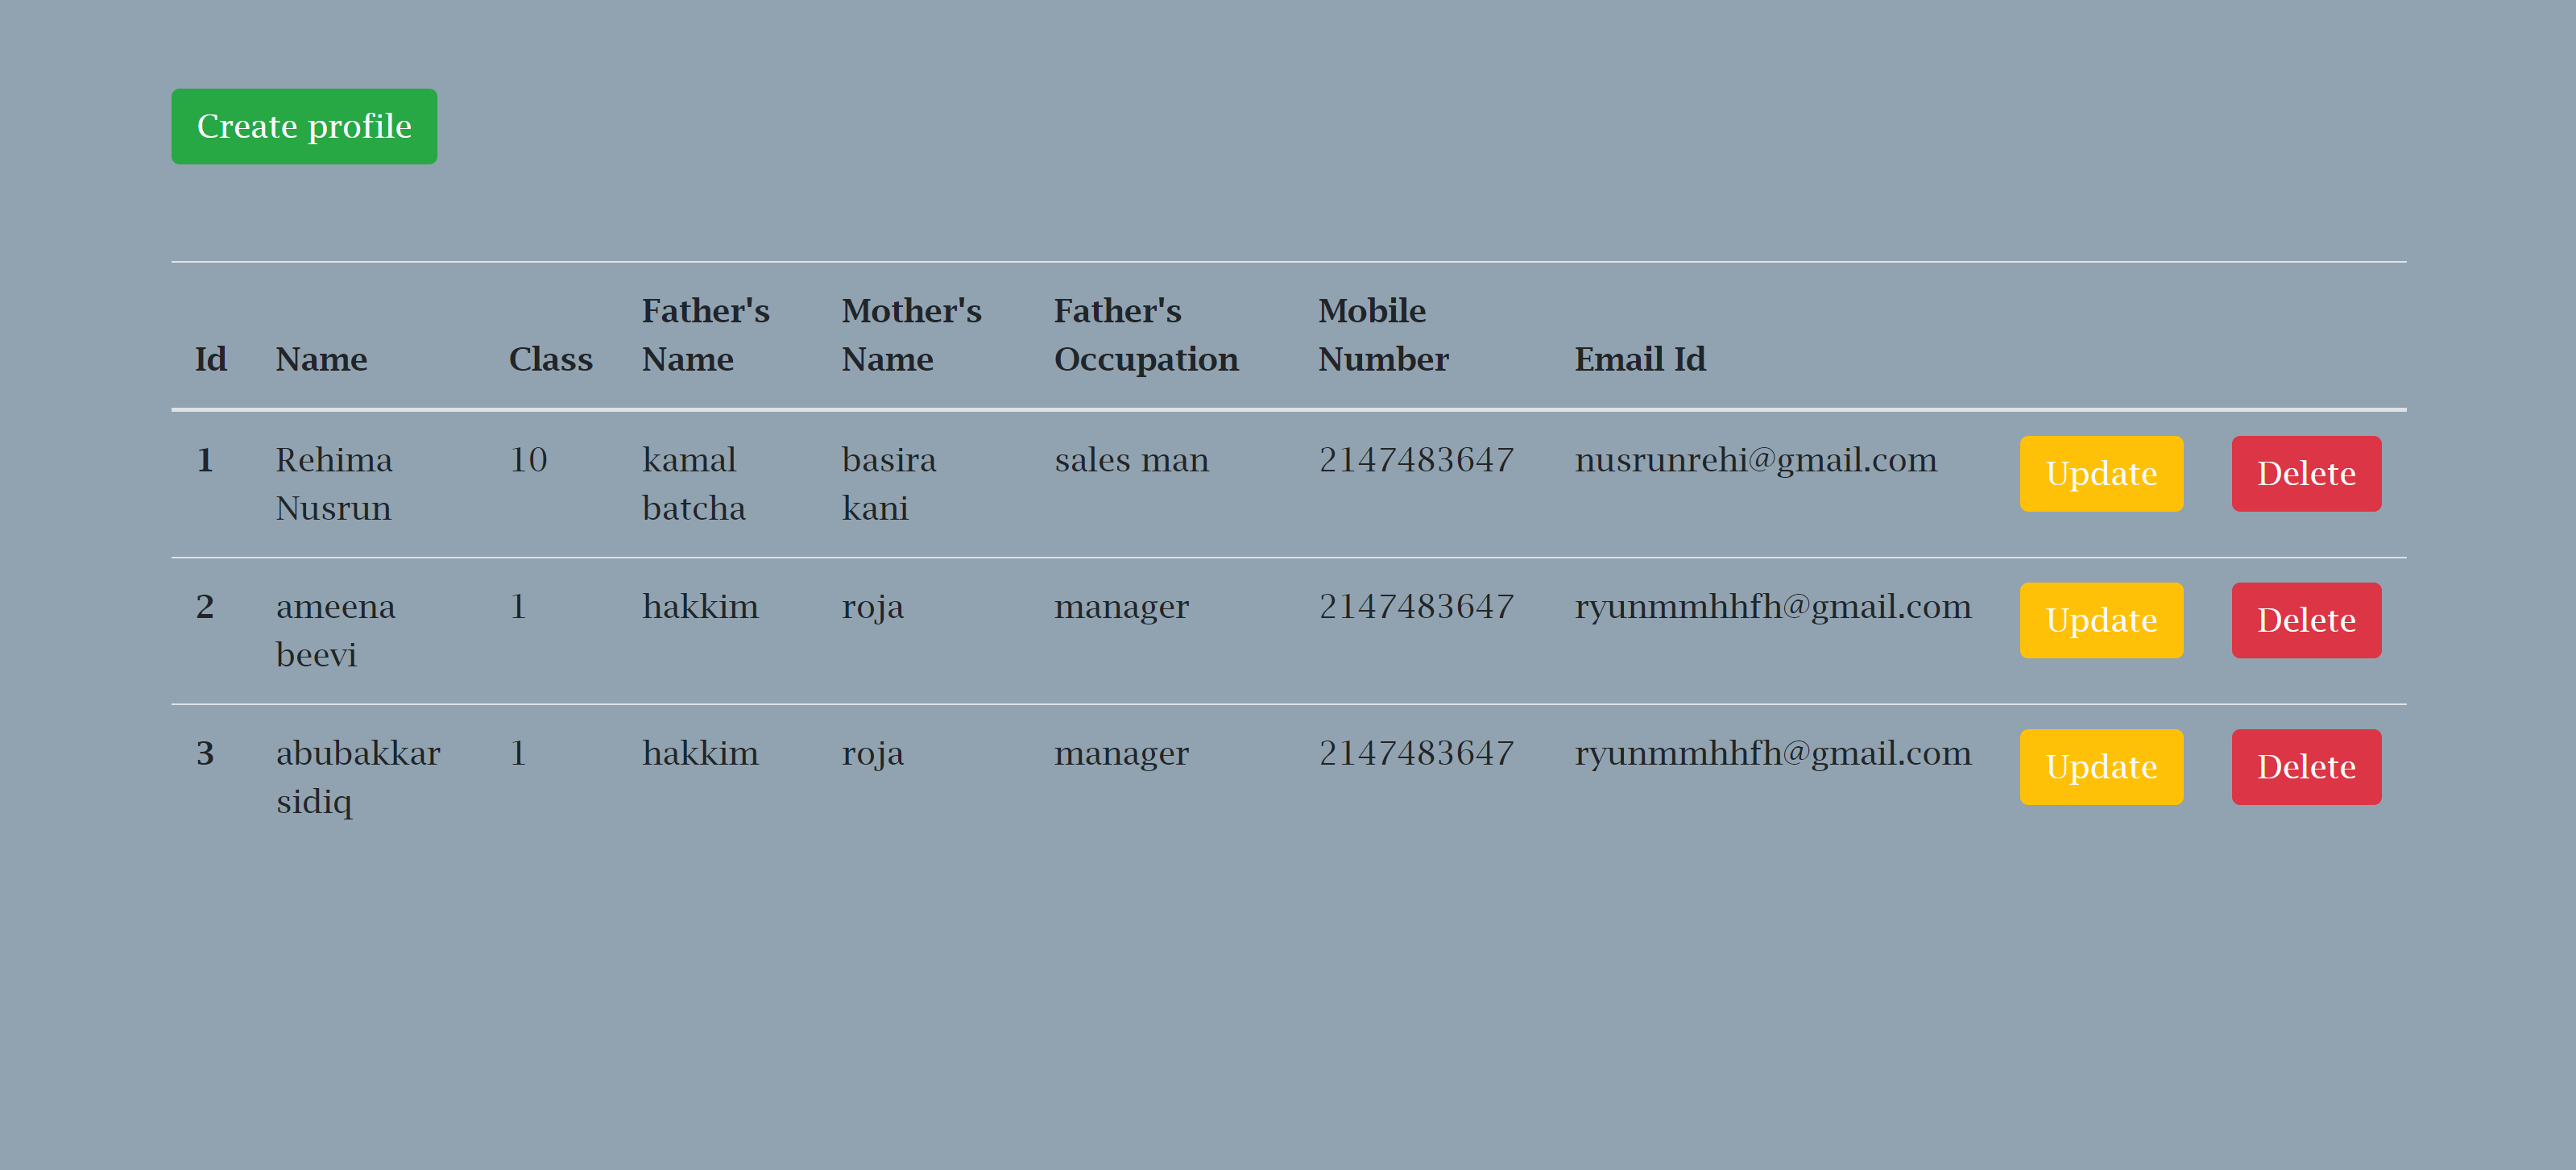 Create profile
Father's Mother's Father's Mobile
Id Name Class Name Name Occupation Number Email Id
1 Rehima 10 kamal basira sales man 2147483647 nusrunrehi@gmail.com Update Delete
Nusrun batcha kani
2 ameena 1 hakkim roja manager 2147483647 ryunmmhhfh@gmail.com Update Delete
beevi
3 abubakkar 1 hakkim roja manager 2147483647 ryunmmhhfh@gmail.com Update Delete
sidiq